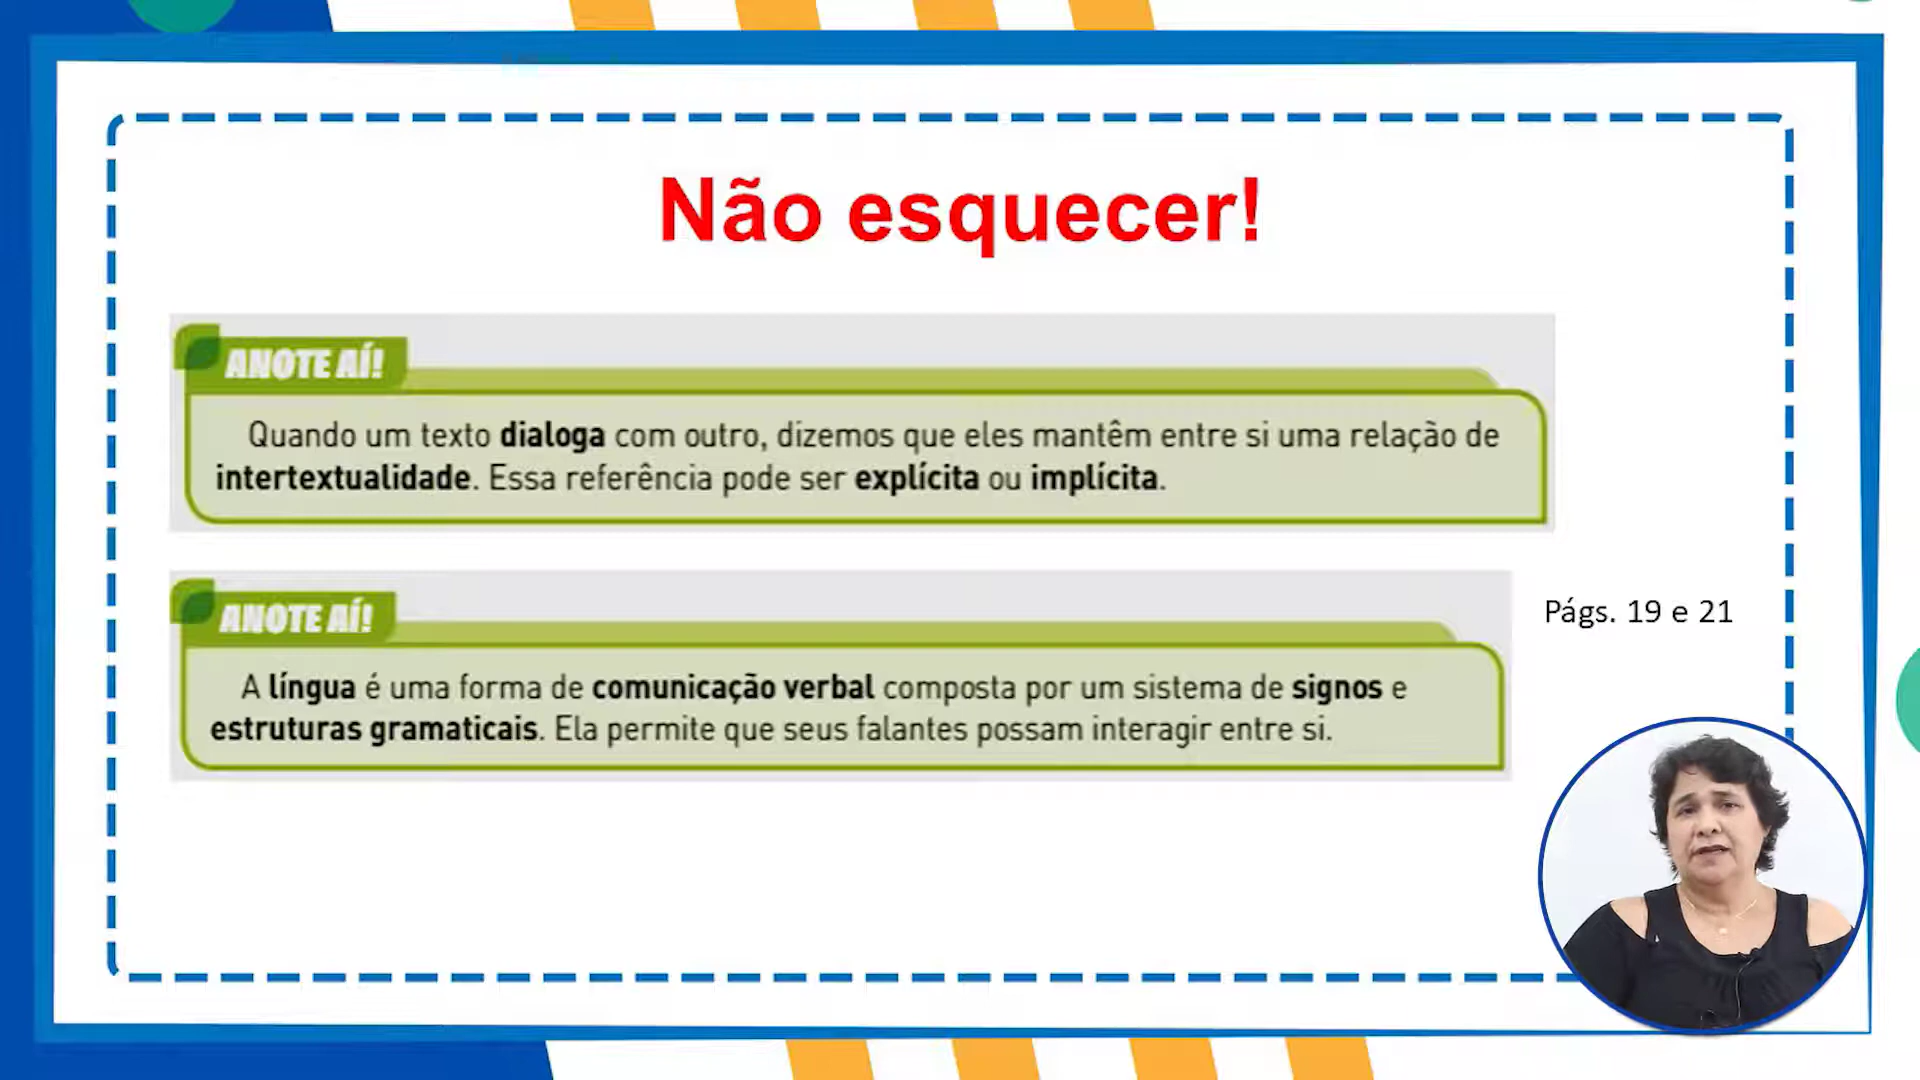 Não esquecer!
ANOTE AÍ!
Quando um texto dialoga com outro, dizemos que eles mantêm entre si uma relação de
intertextualidade. Essa referência pode ser explícita ou implícita.
ANOTE AÍ!
Págs. 19 e 21
A língua é uma forma de comunicação verbal composta por um sistema de signos e
estruturas gramaticais. Ela permite que seus falantes possam interagir entre si.